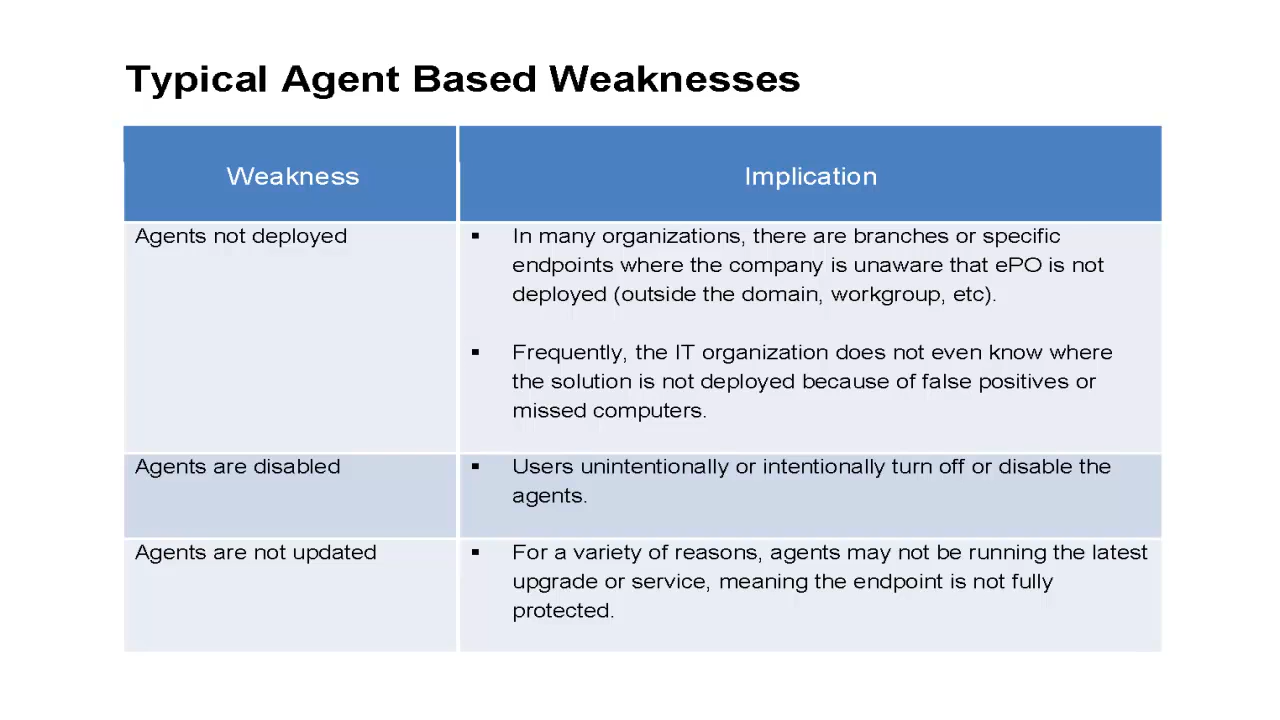 Typical Agent Based Weaknesses
Weakness
Implication
Agents not deployed
▪ In many organizations, there are branches or specific
endpoints where the company is unaware that ePO is not
deployed (outside the domain, workgroup, etc).
▪ Frequently, the IT organization does not even know where
the solution is not deployed because of false positives or
missed computers.
Agents are disabled
▪ Users unintentionally or intentionally turn off or disable the
agents.
Agents are not updated
▪ For a variety of reasons, agents may not be running the latest
upgrade or service, meaning the endpoint is not fully
protected.